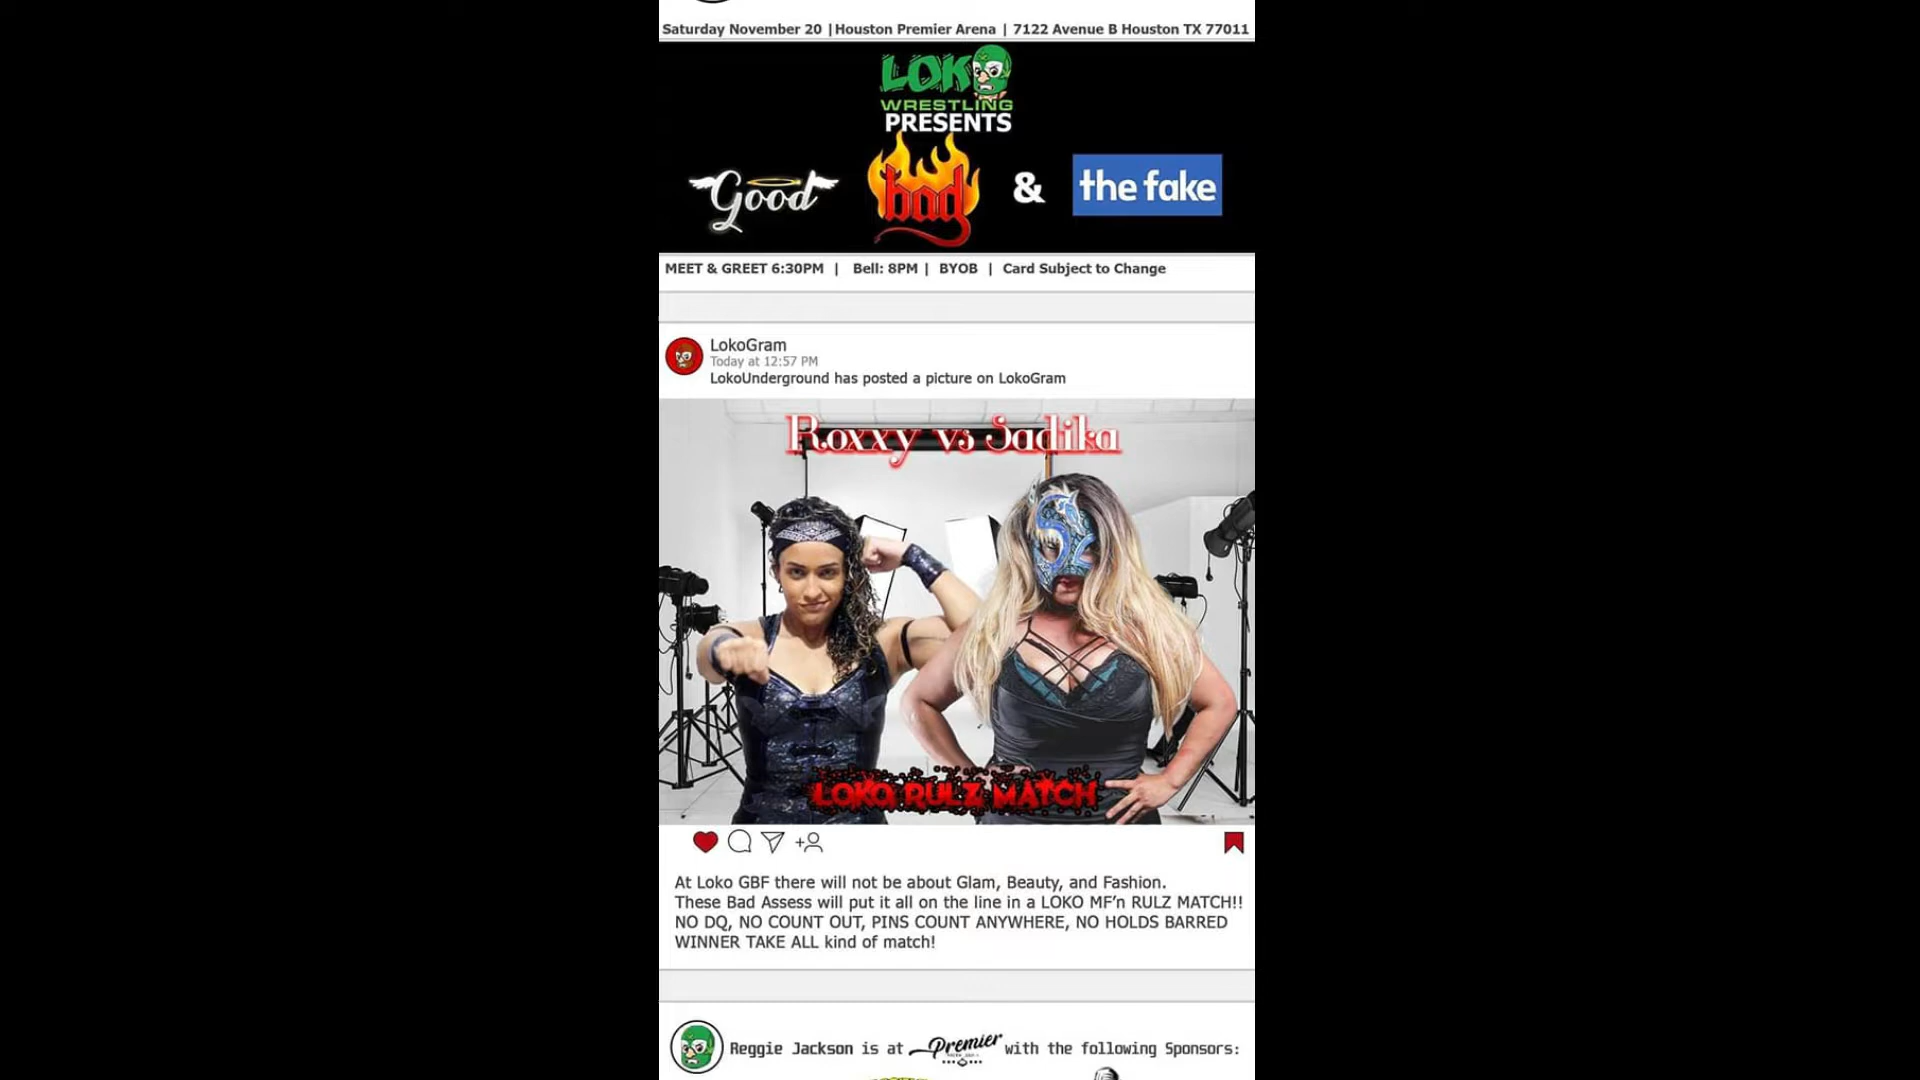 Saturday November 20 | Houston Premier Arena | 7122 Avenue B Houston TX 77011
LOKO
WRESTLING
PRESENTS
Good bad & the fake
MEET & GREET 6:30PM | Bell: 8PM | BYOB | Card Subject to Change
LokoGram
Today at 12:57 PM
LokoUnderground has posted a picture on LokoGram
Roxxy vs Sadika
LOKO RULZ MATCH
At Loko GBF there will not be about Glam, Beauty, and Fashion.
These Bad Assess will put it all on the line in a LOKO MF'n RULZ MATCH!!
NO DQ, NO COUNT OUT, PINS COUNT ANYWHERE, NO HOLDS BARRED
WINNER TAKE ALL kind of match!
Reggie Jackson is at Premier with the following Sponsors: